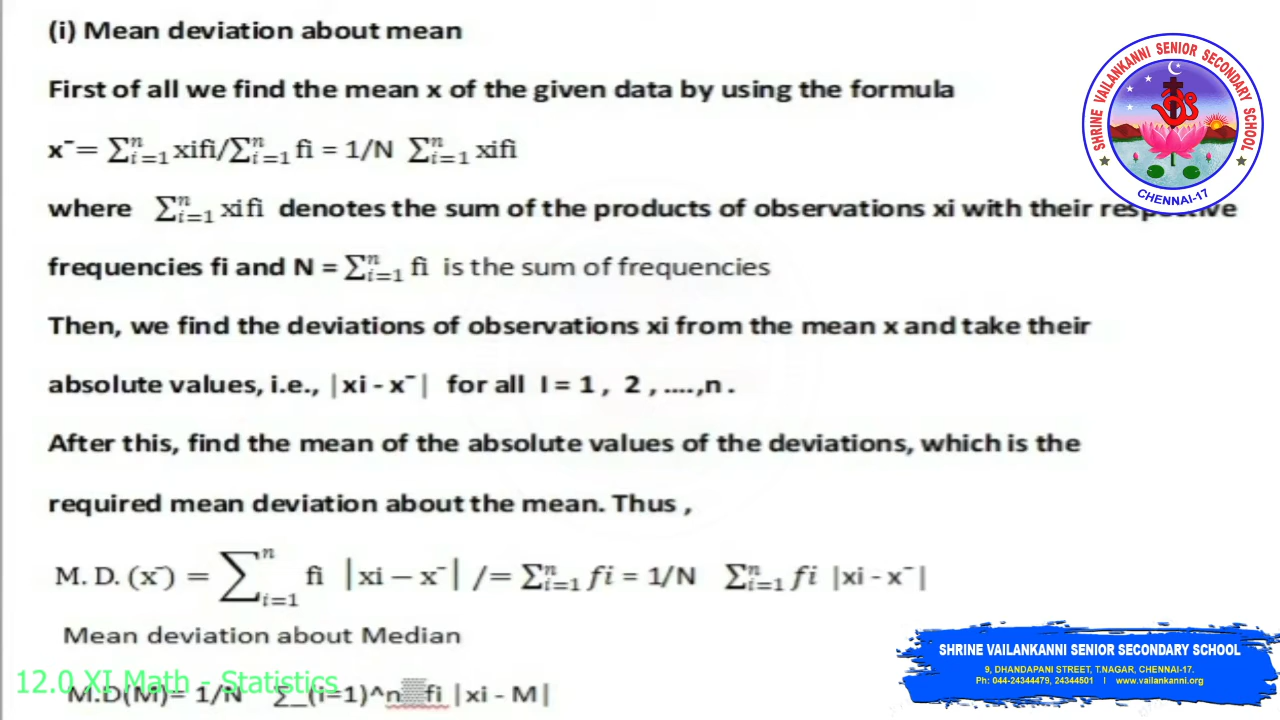 (i) Mean deviation about mean
First of all we find the mean x of the given data by using the formula
x⁻= ∑ⁿᵢ₌₁ xifi/∑ⁿᵢ₌₁ fi = 1/N ∑ⁿᵢ₌₁ xifi
where ∑ⁿᵢ₌₁ xifi denotes the sum of the products of observations xi with their respective
frequencies fi and N = ∑ⁿᵢ₌₁ fi is the sum of frequencies
Then, we find the deviations of observations xi from the mean x and take their
absolute values, i.e., |xi - x⁻| for all I = 1 , 2 , ....,n .
After this, find the mean of the absolute values of the deviations, which is the
required mean deviation about the mean. Thus ,
M. D. (x⁻) = ∑ⁿᵢ₌₁ fi |xi − x⁻| /= ∑ⁿᵢ₌₁ fi = 1/N ∑ⁿᵢ₌₁ fi |xi - x⁻|
Mean deviation about Median
M.D(M)= 1/N ∑_(i=1)^n▒fi |xi - M|
12.0 XI Math - Statistics
SHRINE VAILANKANNI SENIOR SECONDARY SCHOOL
CHENNAI-17
SHRINE VAILANKANNI SENIOR SECONDARY SCHOOL
9, DHANDAPANI STREET, T.NAGAR, CHENNAI-17.
Ph: 044-24344479, 24344501 I www.vailankanni.org